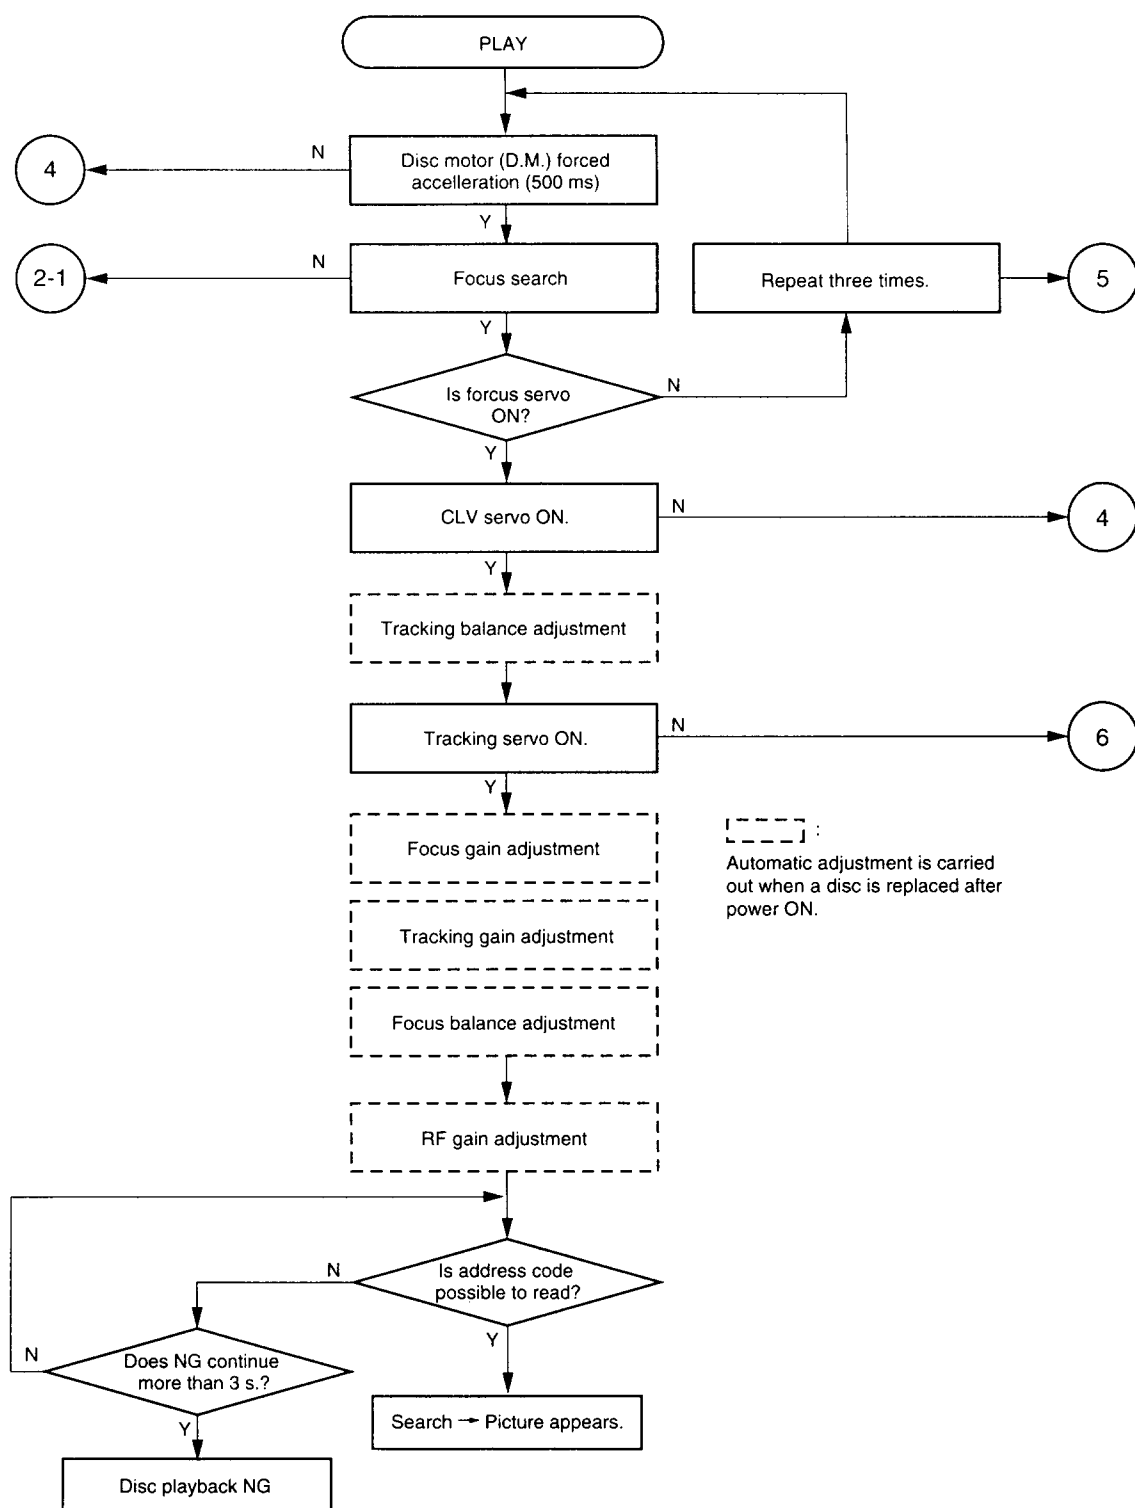 PLAY
N
4
Disc motor (D.M.) forced
accelleration (500 ms)
Y
N
2-1
Focus search
Repeat three times.
5
Y
Is forcus servo
ON?
N
Y
CLV servo ON.
N
4
Y
Tracking balance adjustment
Tracking servo ON.
N
6
Y
Focus gain adjustment
:
Automatic adjustment is carried
out when a disc is replaced after
power ON.
Tracking gain adjustment
Focus balance adjustment
RF gain adjustment
N
Is address code
possible to read?
Y
N
Does NG continue
more than 3 s.?
Search → Picture appears.
Y
Disc playback NG